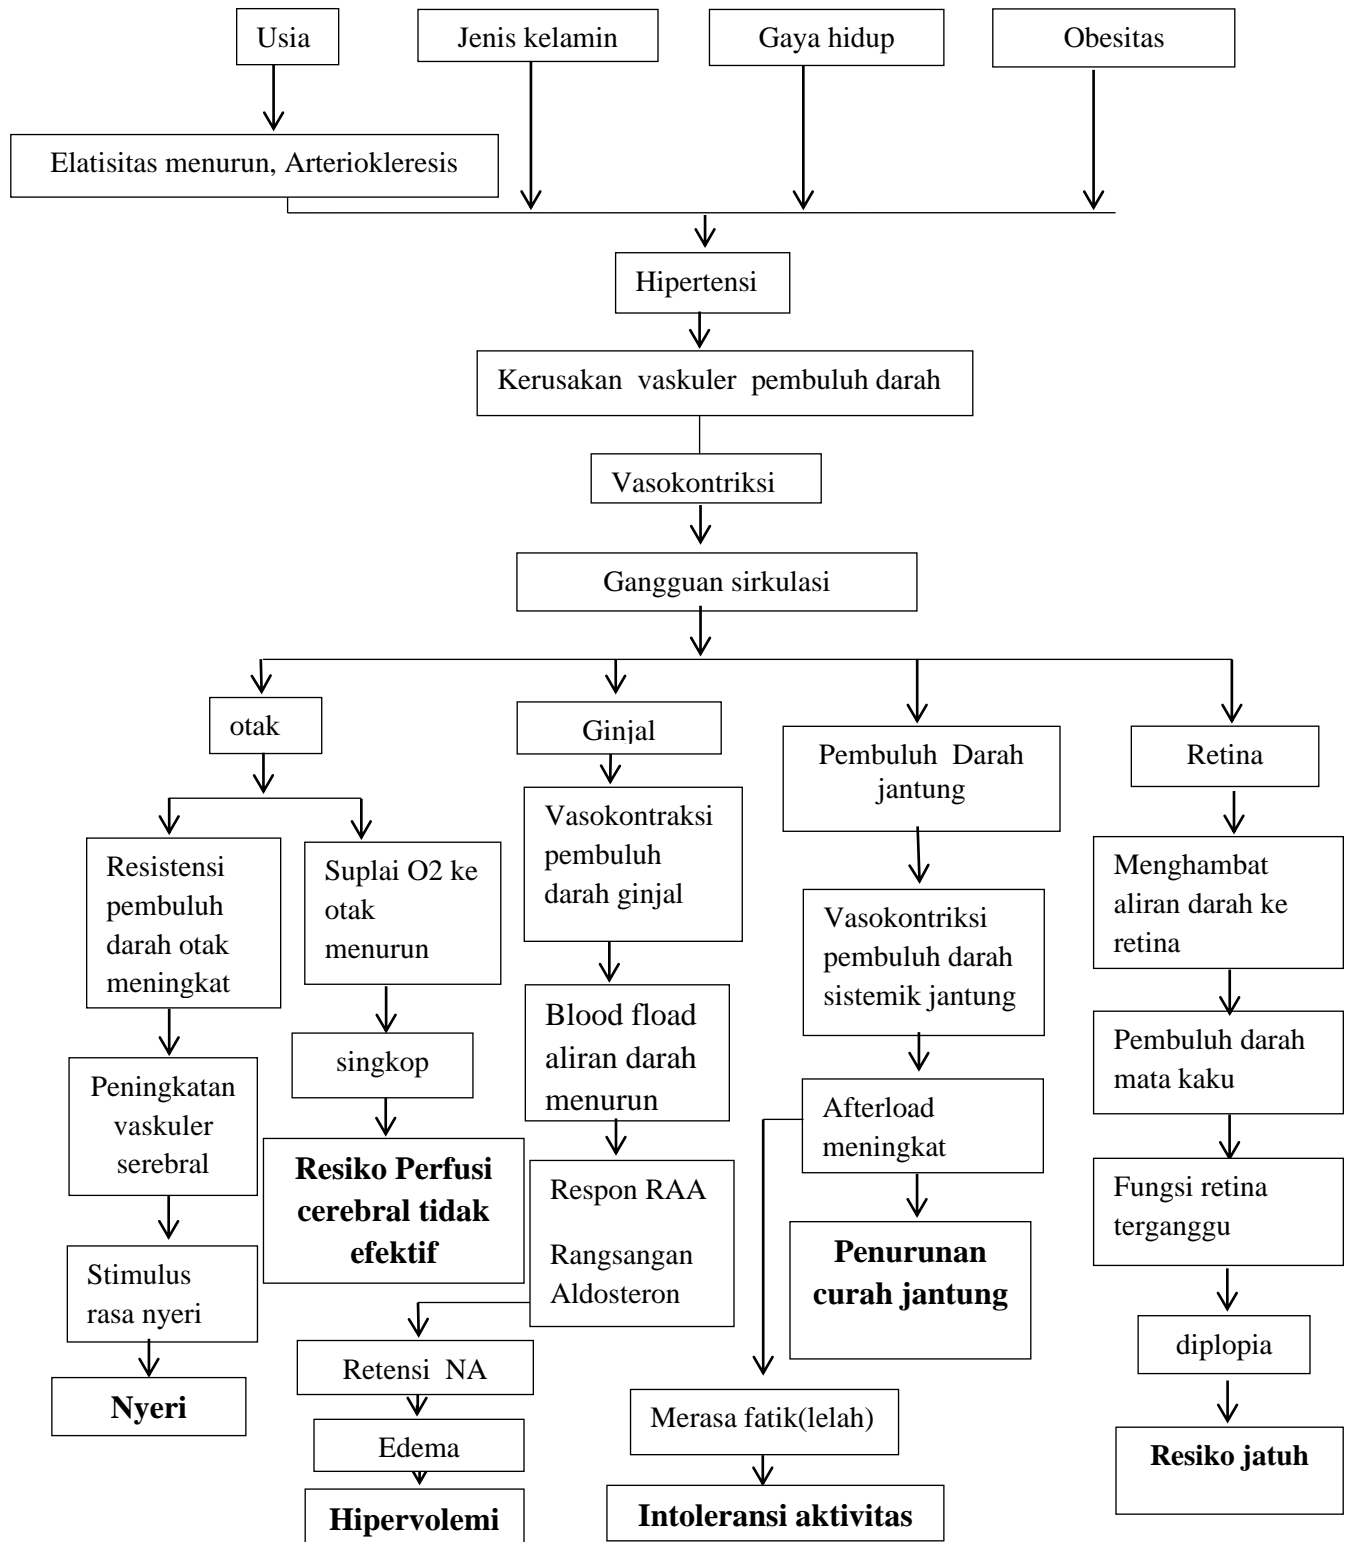 Usia
Jenis kelamin
Gaya hidup
Obesitas
Elatisitas menurun, Arteriokleresis
Hipertensi
Kerusakan vaskuler pembuluh darah
Vasokontriksi
Gangguan sirkulasi
otak
Ginjal
Pembuluh Darah
jantung
Retina
Resistensi
pembuluh
darah otak
meningkat
Suplai O2 ke
otak
menurun
Vasokontraksi
pembuluh
darah ginjal
Vasokontriksi
pembuluh darah
sistemik jantung
Menghambat
aliran darah ke
retina
Peningkatan
vaskuler
serebral
singkop
Blood fload
aliran darah
menurun
Afterload
meningkat
Pembuluh darah
mata kaku
Stimulus
rasa nyeri
Resiko Perfusi
cerebral tidak
efektif
Respon RAA
Rangsangan
Aldosteron
Penurunan
curah jantung
Fungsi retina
terganggu
Nyeri
Retensi NA
Edema
Hipervolemi
Merasa fatik(lelah)
Intoleransi aktivitas
diplopia
Resiko jatuh